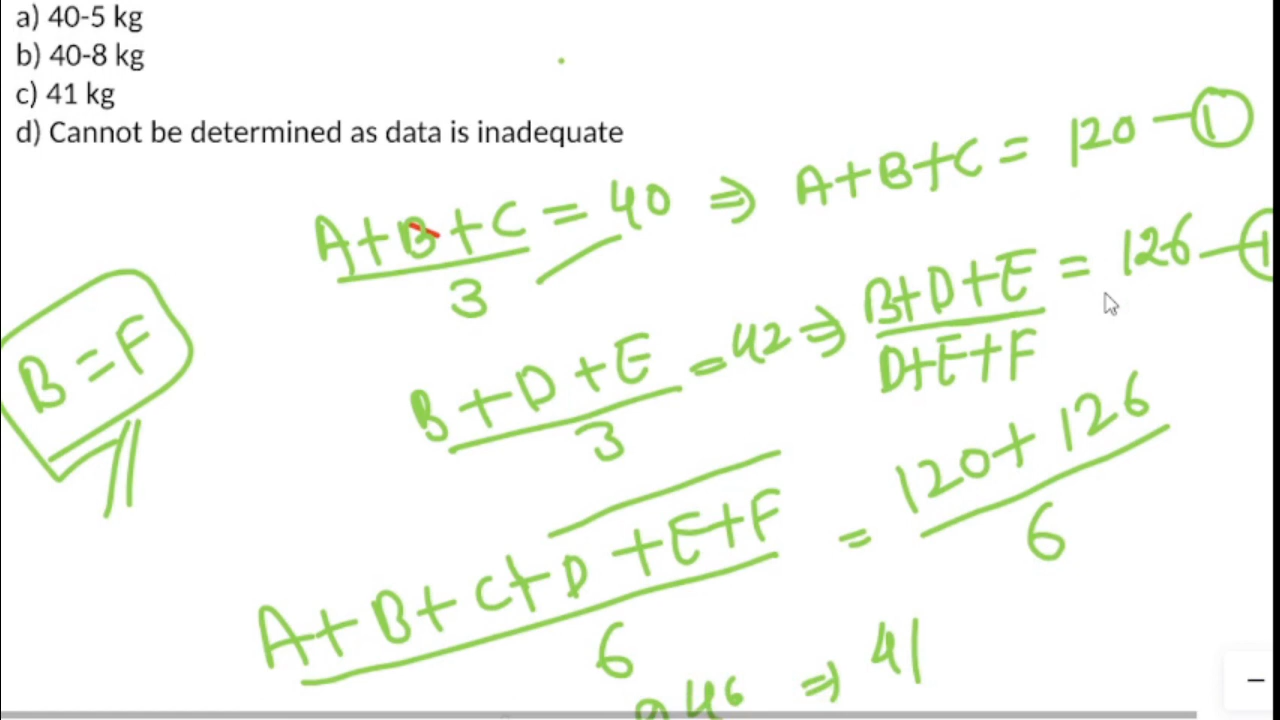 a) 40-5 kg
b) 40-8 kg
c) 41 kg
d) Cannot be determined as data is inadequate
A+B+C = 40 ⇒ A+B+C = 120 — 1
3
B+D+E = 42 ⇒ B+D+E = 126 —
3
D+E+F
B = F
A+B+C+D+E+F = 120+126
6 6
246 ⇒ 41